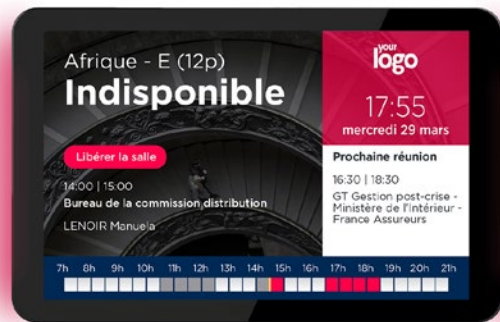 Afrique - E (12p)
Indisponible
Libérer la salle
14:00 | 15:00
Bureau de la commission distribution
LENOIR Manuela
your
logo
17:55
mercredi 29 mars
Prochaine réunion
16:30 | 18:30
GT Gestion post-crise -
Ministère de l'Intérieur -
France Assureurs
7h 8h 9h 10h 11h 12h 13h 14h 15h 16h 17h 18h 19h 20h 21h